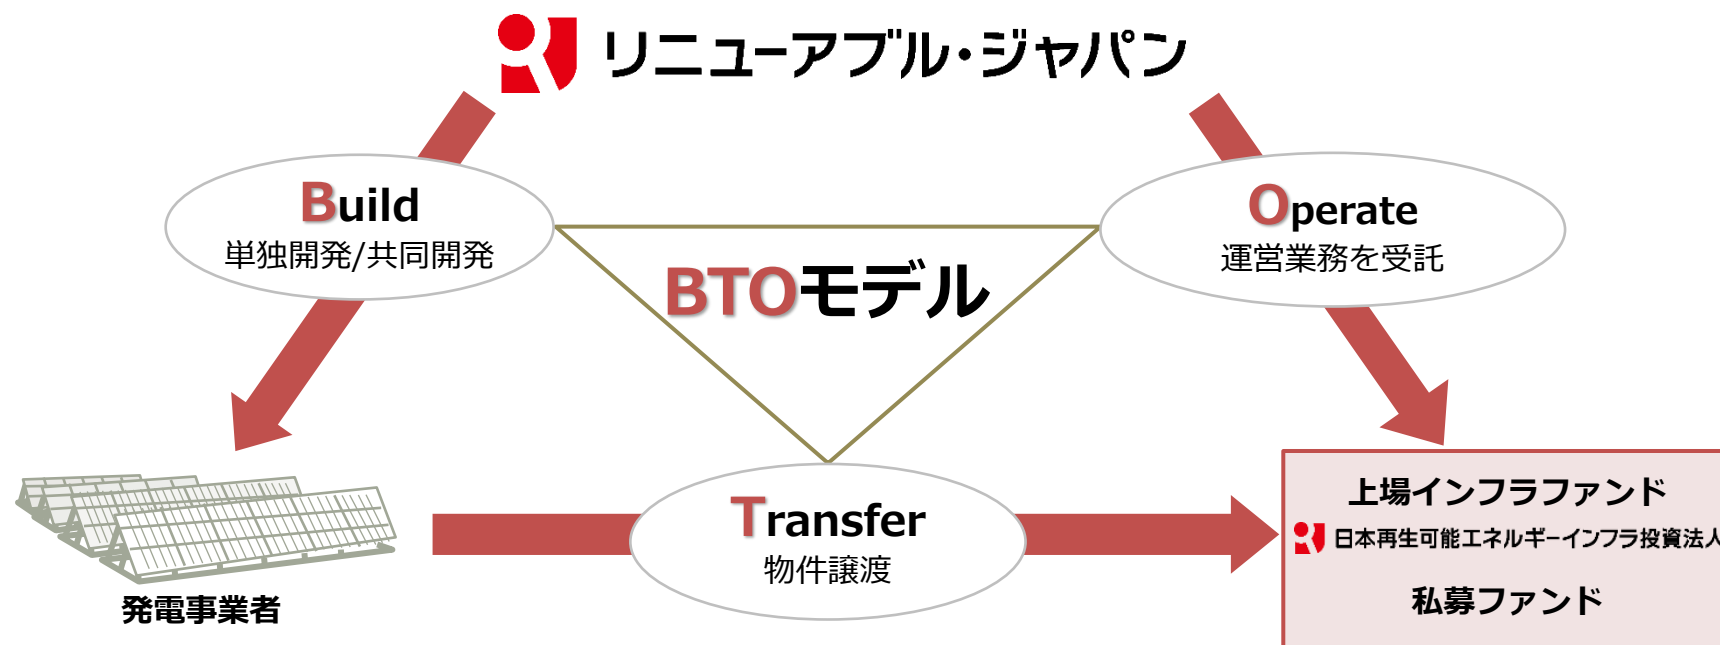 リニューアブル・ジャパン
Build
単独開発/共同開発
Operate
運営業務を受託
BTOモデル
Transfer
物件譲渡
発電事業者
上場インフラファンド
日本再生可能エネルギーインフラ投資法人
私募ファンド